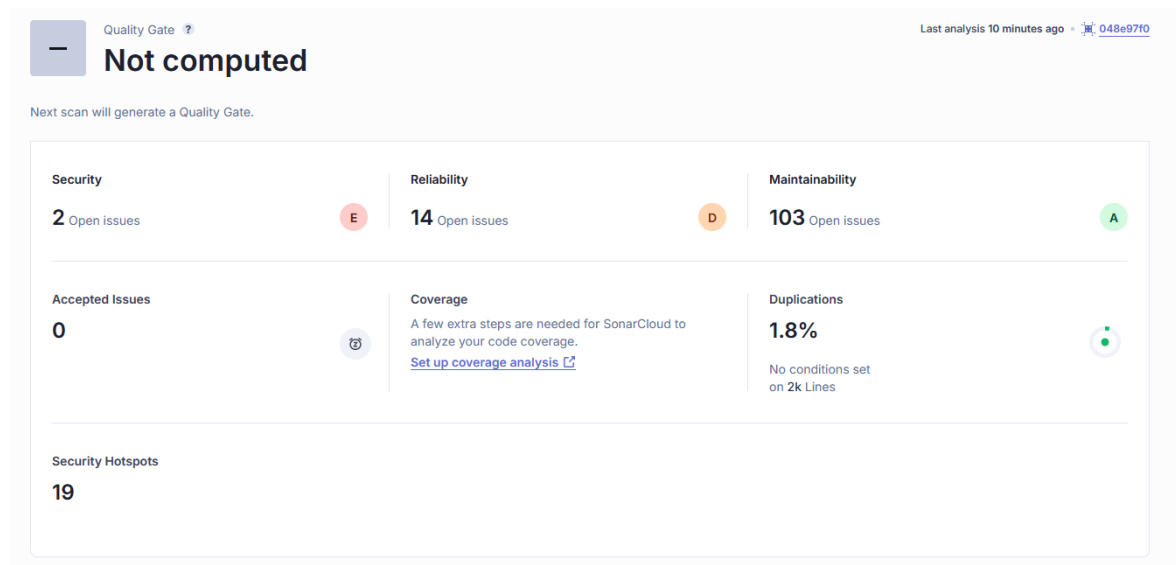 Quality Gate ?
Last analysis 10 minutes ago • 048e97f0
– Not computed
Next scan will generate a Quality Gate.
Security
2 Open issues E
Reliability
14 Open issues D
Maintainability
103 Open issues A
Accepted Issues
0
Coverage
A few extra steps are needed for SonarCloud to
analyze your code coverage.
Set up coverage analysis
Duplications
1.8%
No conditions set
on 2k Lines
Security Hotspots
19